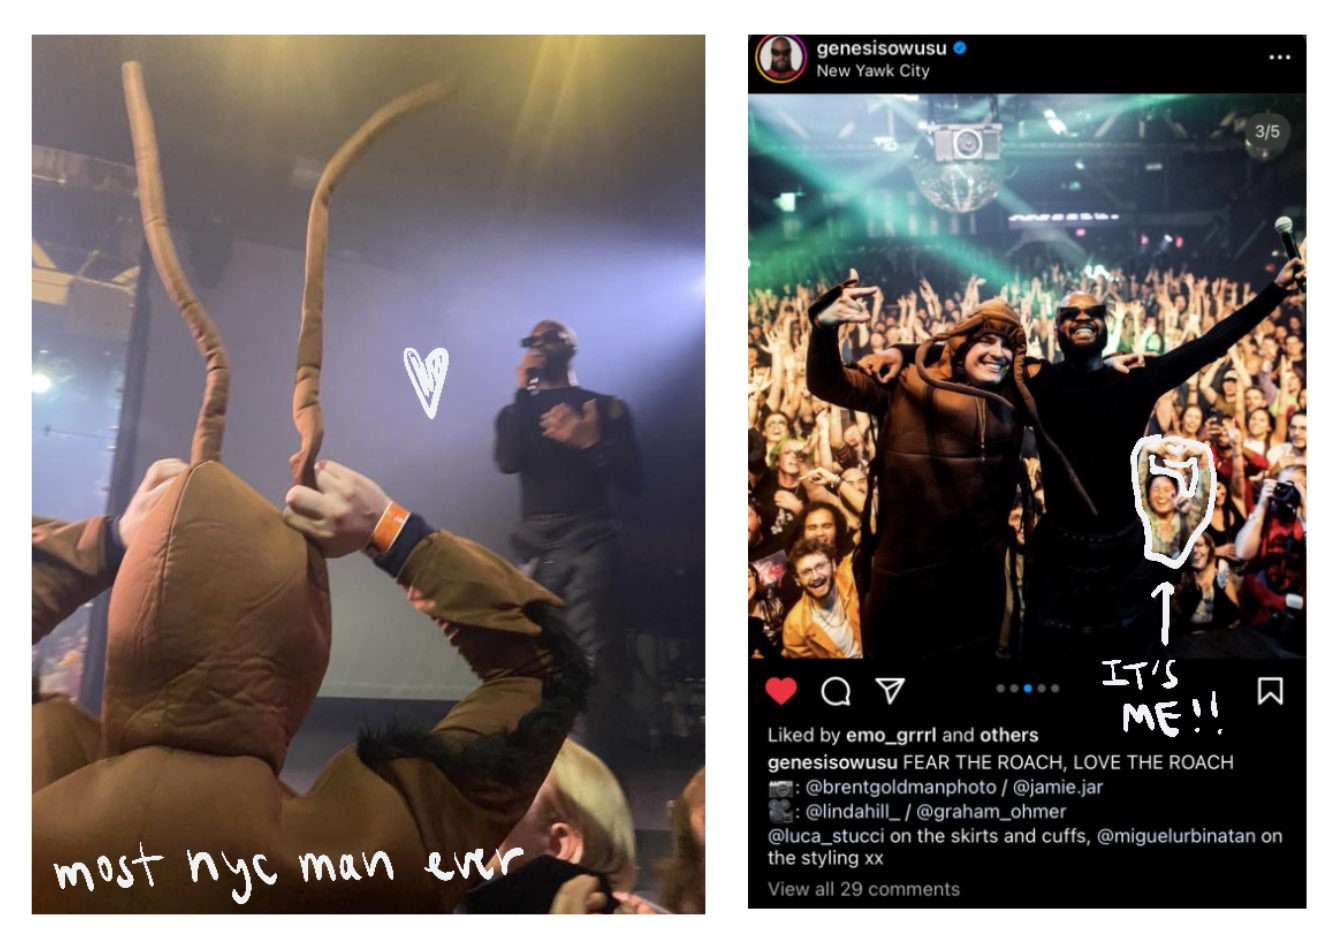 most nyc man ever
genesisowusu
New Yawk City
3/5
IT'S
ME!!
Liked by emo_grrrl and others
genesisowusu FEAR THE ROACH, LOVE THE ROACH
: @brentgoldmanphoto / @jamie.jar
: @lindahill_ / @graham_ohmer
@luca_stucci on the skirts and cuffs, @miguelurbinatan on
the styling xx
View all 29 comments